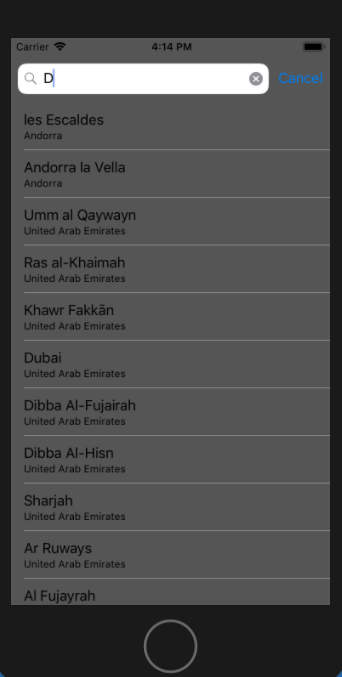 Carrier 4:14 PM
D Cancel
les Escaldes
Andorra
Andorra la Vella
Andorra
Umm al Qaywayn
United Arab Emirates
Ras al-Khaimah
United Arab Emirates
Khawr Fakkān
United Arab Emirates
Dubai
United Arab Emirates
Dibba Al-Fujairah
United Arab Emirates
Dibba Al-Hisn
United Arab Emirates
Sharjah
United Arab Emirates
Ar Ruways
United Arab Emirates
Al Fujayrah